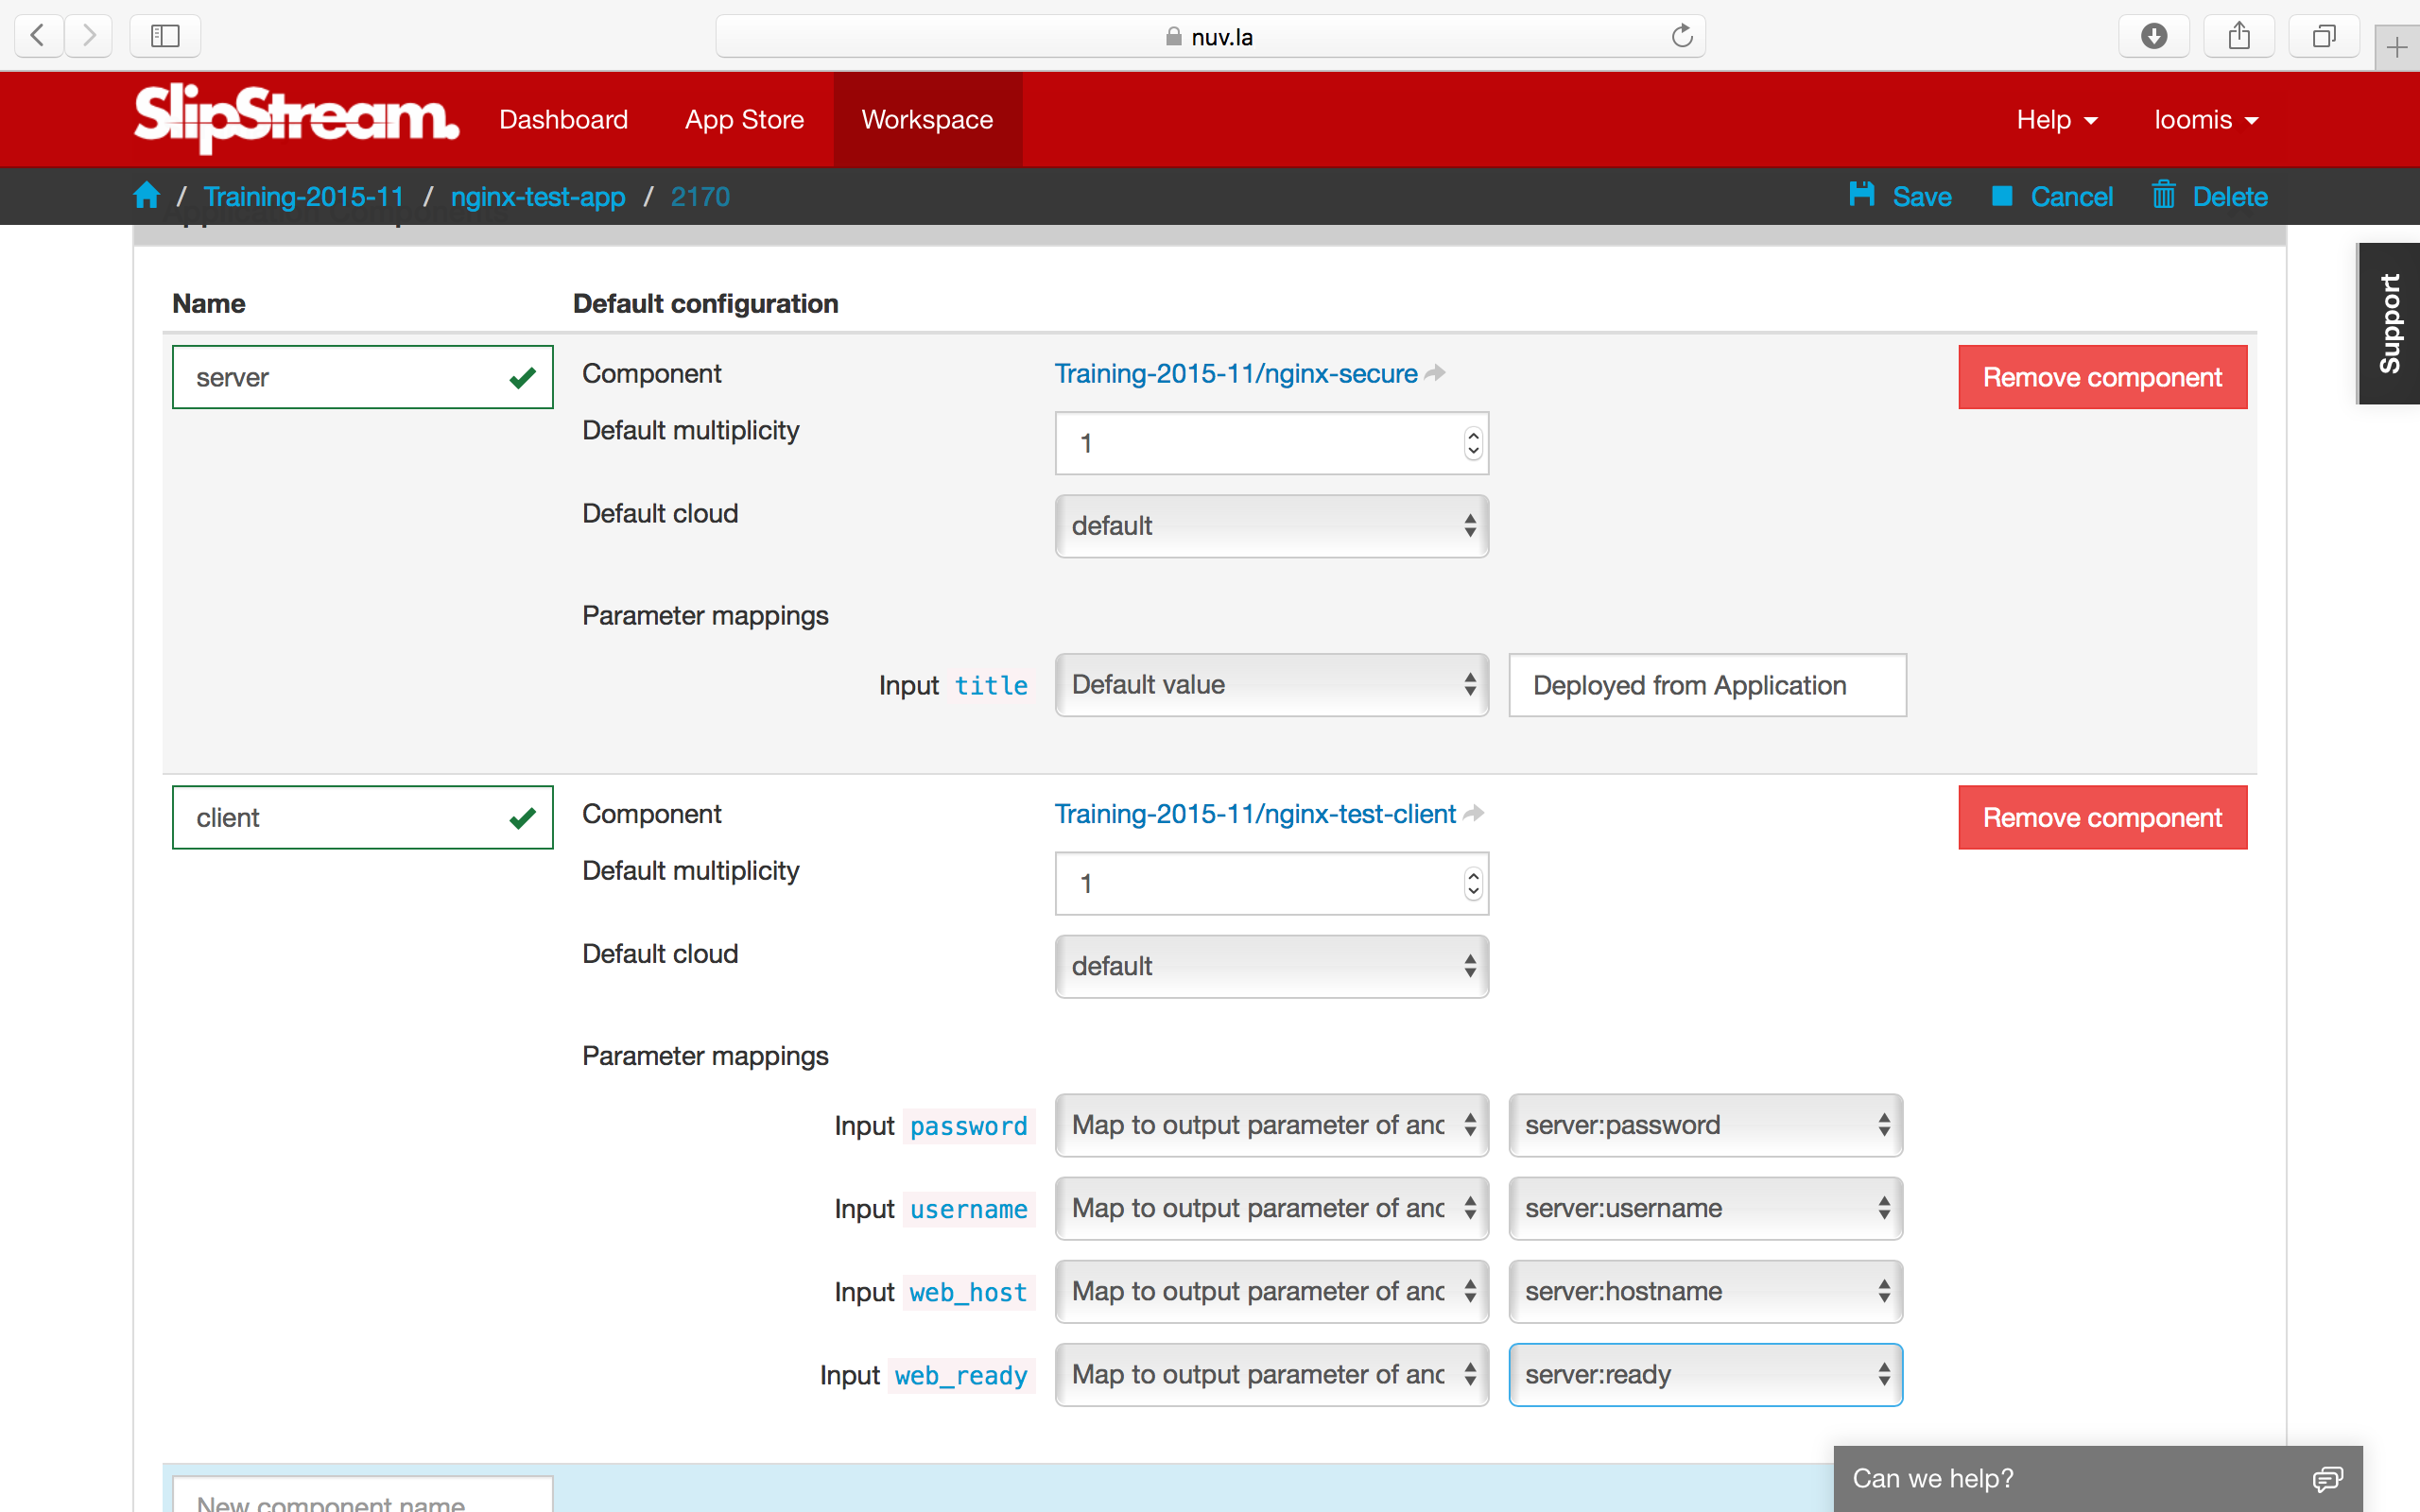 nuv.la
SlipStream. Dashboard App Store Workspace Help loomis
/ Training-2015-11 / nginx-test-app / 2170 Save Cancel Delete
Application Components
Support
Name Default configuration
server Component Training-2015-11/nginx-secure Remove component
Default multiplicity 1
Default cloud default
Parameter mappings
Input title Default value Deployed from Application
client Component Training-2015-11/nginx-test-client Remove component
Default multiplicity 1
Default cloud default
Parameter mappings
Input password Map to output parameter of anc server:password
Input username Map to output parameter of anc server:username
Input web_host Map to output parameter of anc server:hostname
Input web_ready Map to output parameter of anc server:ready
Can we help?
New component name